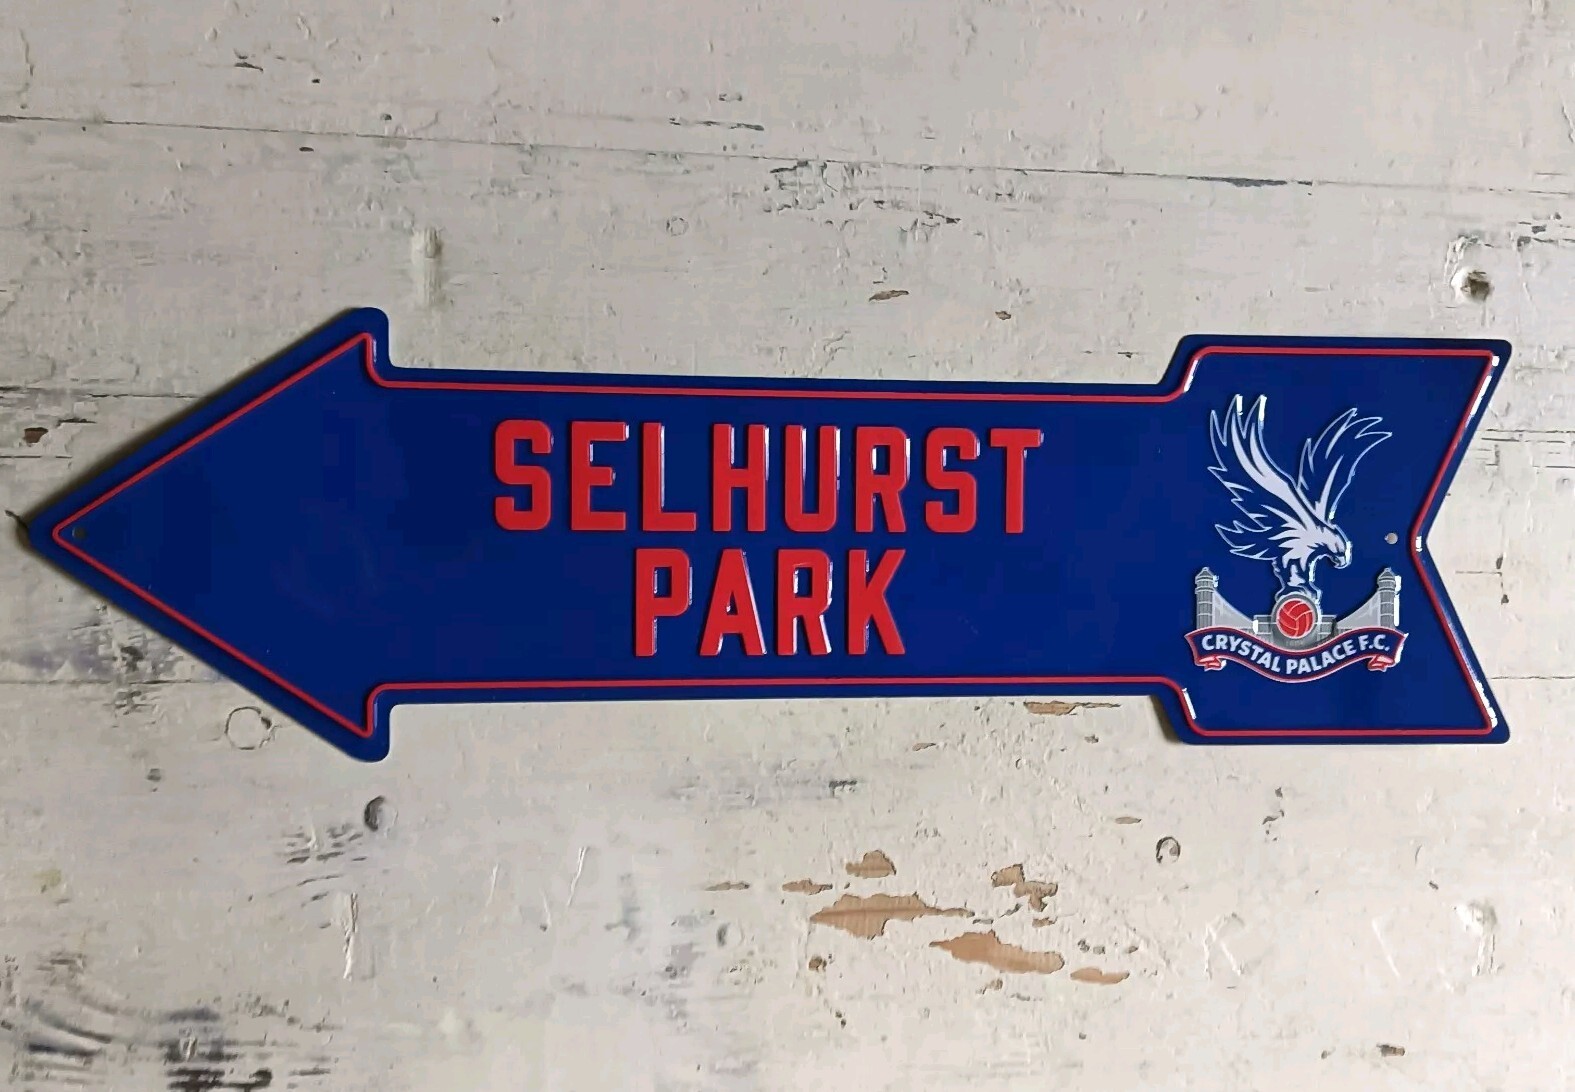 SELHURST
PARK
CRYSTAL PALACE F.C.